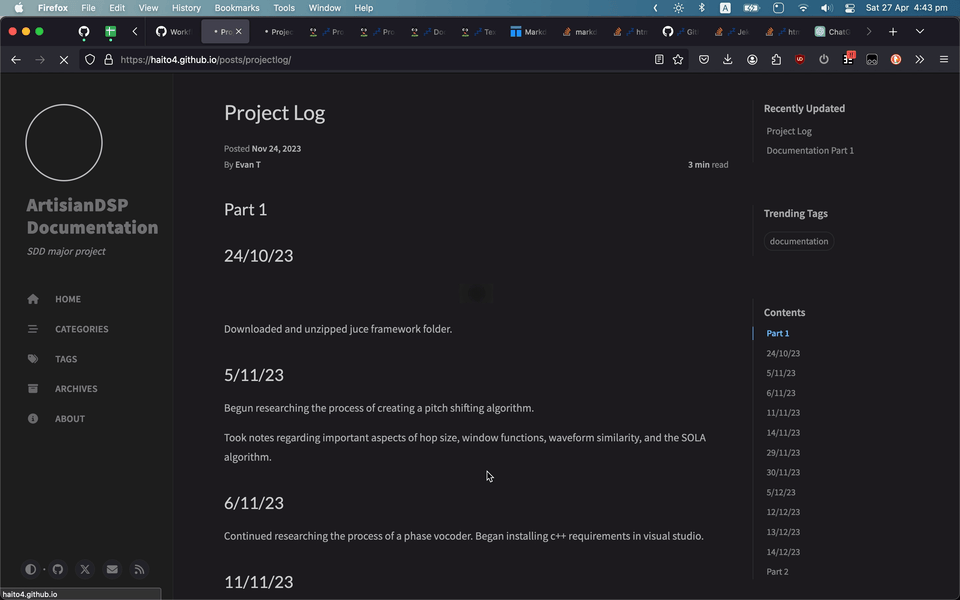 Firefox File Edit View History Bookmarks Tools Window Help
A
Sat 27 Apr 4:43 pm
Workf
Pro
Projec
Pro
Pro
Do
Tex
Mark
marko
htm
Git
Jek
htm
ChatG
https://haito4.github.io/posts/projectlog/
ArtisianDSP
Documentation
SDD major project
HOME
CATEGORIES
TAGS
ARCHIVES
ABOUT
haito4.github.io
Project Log
Posted Nov 24, 2023
By Evan T
3 min read
Part 1
24/10/23
Downloaded and unzipped juce framework folder.
5/11/23
Begun researching the process of creating a pitch shifting algorithm.
Took notes regarding important aspects of hop size, window functions, waveform similarity, and the SOLA
algorithm.
6/11/23
Continued researching the process of a phase vocoder. Began installing c++ requirements in visual studio.
11/11/23
Recently Updated
Project Log
Documentation Part 1
Trending Tags
documentation
Contents
Part 1
24/10/23
5/11/23
6/11/23
11/11/23
14/11/23
29/11/23
30/11/23
5/12/23
12/12/23
13/12/23
14/12/23
Part 2